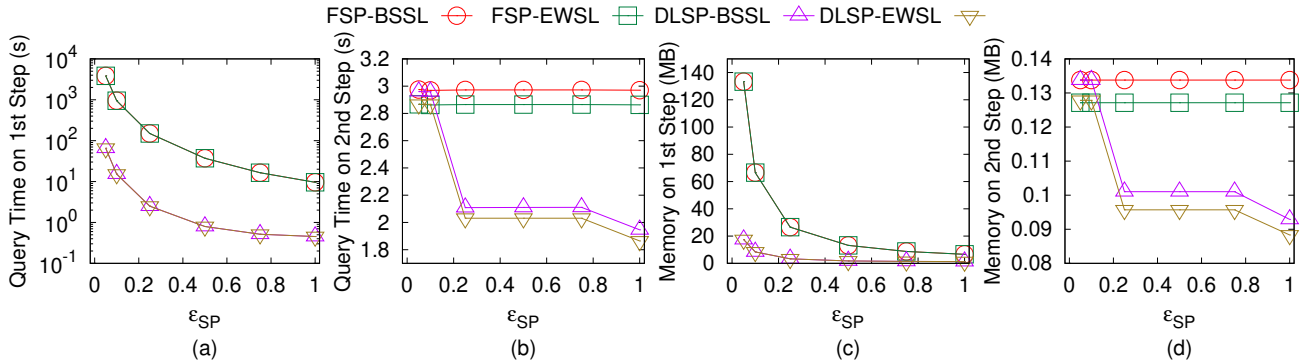 FSP-BSSL FSP-EWSL DLSP-BSSL DLSP-EWSL
Query Time on 1st Step (s)
10^4
10^3
10^2
10^1
10^0
10^-1
0 0.2 0.4 0.6 0.8 1
ε_SP
(a)
Query Time on 2nd Step (s)
3.2
3
2.8
2.6
2.4
2.2
2
1.8
0 0.2 0.4 0.6 0.8 1
ε_SP
(b)
Memory on 1st Step (MB)
140
120
100
80
60
40
20
0
0 0.2 0.4 0.6 0.8 1
ε_SP
(c)
Memory on 2nd Step (MB)
0.14
0.13
0.12
0.11
0.1
0.09
0.08
0 0.2 0.4 0.6 0.8 1
ε_SP
(d)